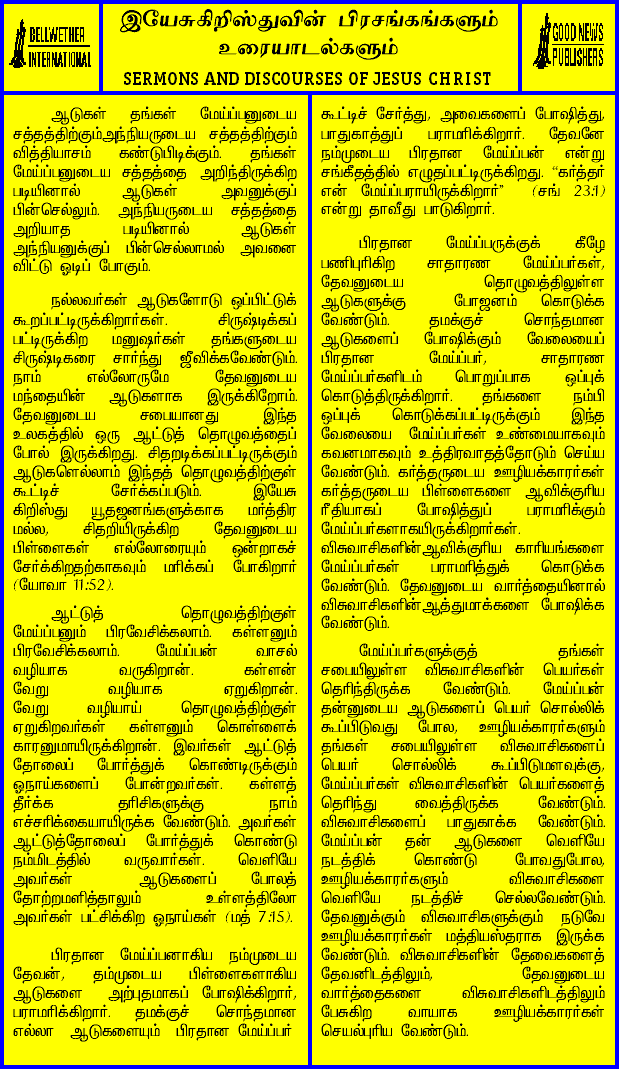 BELLWETHER
INTERNATIONAL
இயேசுகிறிஸ்துவின் பிரசங்கங்களும்
உரையாடல்களும்
SERMONS AND DISCOURSES OF JESUS CHRIST
GOOD NEWS
PUBLISHERS
ஆடுகள் தங்கள் மேய்ப்பனுடைய
சத்தத்திற்கும்அந்நியருடைய சத்தத்திற்கும்
வித்தியாசம் கண்டுபிடிக்கும். தங்கள்
மேய்ப்பனுடைய சத்தத்தை அறிந்திருக்கிற
படியினால் ஆடுகள் அவனுக்குப்
பின்செல்லும். அந்நியருடைய சத்தத்தை
அறியாத படியினால் ஆடுகள்
அந்நியனுக்குப் பின்செல்லாமல் அவனை
விட்டு ஓடிப் போகும்.
நல்லவர்கள் ஆடுகளோடு ஒப்பிட்டுக்
கூறப்பட்டிருக்கிறார்கள். சிருஷ்டிக்கப்
பட்டிருக்கிற மனுஷர்கள் தங்களுடைய
சிருஷ்டிகரை சார்ந்து ஜீவிக்கவேண்டும்.
நாம் எல்லோருமே தேவனுடைய
மந்தையின் ஆடுகளாக இருக்கிறோம்.
தேவனுடைய சபையானது இந்த
உலகத்தில் ஒரு ஆட்டுத் தொழுவத்தைப்
போல் இருக்கிறது. சிதறடிக்கப்பட்டிருக்கும்
ஆடுகளெல்லாம் இந்தத் தொழுவத்திற்குள்
கூட்டிச் சேர்க்கப்படும். இயேசு
கிறிஸ்து யூதஜனங்களுக்காக மர்த்திர
மல்ல, சிதறியிருக்கிற தேவனுடைய
பிள்ளைகள் எல்லோரையும் ஒன்றாகச்
சேர்க்கிறதற்காகவும் மரிக்கப் போகிறார்
(யோவா 11:52).
ஆட்டுத் தொழுவத்திற்குள்
மேய்ப்பனும் பிரவேசிக்கலாம். கள்ளனும்
பிரவேசிக்கலாம். மேய்ப்பன் வாசல்
வழியாக வருகிறான். கள்ளன்
வேறு வழியாக ஏறுகிறான்.
வேறு வழியாய் தொழுவத்திற்குள்
ஏறுகிறவர்கள் கள்ளனும் கொள்ளைக்
காரனுமாயிருக்கிறான். இவர்கள் ஆட்டுத்
தோலைப் போர்த்துக் கொண்டிருக்கும்
ஓநாய்களைப் போன்றவர்கள். கள்ளத்
தீர்க்க தரிசிகளுக்கு நாம்
எச்சரிக்கையாயிருக்க வேண்டும். அவர்கள்
ஆட்டுத்தோலைப் போர்த்துக் கொண்டு
நம்மிடத்தில் வருவார்கள். வெளியே
அவர்கள் ஆடுகளைப் போலத்
தோற்றமளித்தாலும் உள்ளத்திலோ
அவர்கள் பட்சிக்கிற ஓநாய்கள் (மத் 7:15).
பிரதான மேய்ப்பனாகிய நம்முடைய
தேவன், தம்முடைய பிள்ளைகளாகிய
ஆடுகளை அற்புதமாகப் போஷிக்கிறார்,
பராமரிக்கிறார். தமக்குச் சொந்தமான
எல்லா ஆடுகளையும் பிரதான மேய்ப்பர்
கூட்டிச் சேர்த்து, அவைகளைப் போஷித்து,
பாதுகாத்துப் பராமரிக்கிறார். தேவனே
நம்முடைய பிரதான மேய்ப்பன் என்று
சங்கீதத்தில் எழுதப்பட்டிருக்கிறது. “கர்த்தர்
என் மேய்ப்பராயிருக்கிறார்” (சங் 23:1)
என்று தாவீது பாடுகிறார்.
பிரதான மேய்ப்பருக்குக் கீழே
பணிபுரிகிற சாதாரண மேய்ப்பர்கள்,
தேவனுடைய தொழுவத்திலுள்ள
ஆடுகளுக்கு போஜனம் கொடுக்க
வேண்டும். தமக்குச் சொந்தமான
ஆடுகளைப் போஷிக்கும் வேலையைப்
பிரதான மேய்ப்பர், சாதாரண
மேய்ப்பர்களிடம் பொறுப்பாக ஒப்புக்
கொடுத்திருக்கிறார். தங்களை நம்பி
ஒப்புக் கொடுக்கப்பட்டிருக்கும் இந்த
வேலையை மேய்ப்பர்கள் உண்மையாகவும்
கவனமாகவும் உத்திரவாதத்தோடும் செய்ய
வேண்டும். கர்த்தருடைய ஊழியக்காரர்கள்
கர்த்தருடைய பிள்ளைகளை ஆவிக்குரிய
ரீதியாகப் போஷித்துப் பராமரிக்கும்
மேய்ப்பர்களாகயிருக்கிறார்கள்.
விசுவாசிகளின்ஆவிக்குரிய காரியங்களை
மேய்ப்பர்கள் பராமரித்துக் கொடுக்க
வேண்டும். தேவனுடைய வார்த்தையினால்
விசுவாசிகளின்ஆத்துமாக்களை போஷிக்க
வேண்டும்.
மேய்ப்பர்களுக்குத் தங்கள்
சபையிலுள்ள விசுவாசிகளின் பெயர்கள்
தெரிந்திருக்க வேண்டும். மேய்ப்பன்
தன்னுடைய ஆடுகளைப் பெயர் சொல்லிக்
கூப்பிடுவது போல, ஊழியக்காரர்களும்
தங்கள் சபையிலுள்ள விசுவாசிகளைப்
பெயர் சொல்லிக் கூப்பிடுமளவுக்கு,
மேய்ப்பர்கள் விசுவாசிகளின் பெயர்களைத்
தெரிந்து வைத்திருக்க வேண்டும்.
விசுவாசிகளைப் பாதுகாக்க வேண்டும்.
மேய்ப்பன் தன் ஆடுகளை வெளியே
நடத்திக் கொண்டு போவதுபோல,
ஊழியக்காரர்களும் விசுவாசிகளை
வெளியே நடத்திச் செல்லவேண்டும்.
தேவனுக்கும் விசுவாசிகளுக்கும் நடுவே
ஊழியக்காரர்கள் மத்தியஸ்தராக இருக்க
வேண்டும். விசுவாசிகளின் தேவைகளைத்
தேவனிடத்திலும், தேவனுடைய
வார்த்தைகளை விசுவாசிகளிடத்திலும்
பேசுகிற வாயாக ஊழியக்காரர்கள்
செயல்புரிய வேண்டும்.